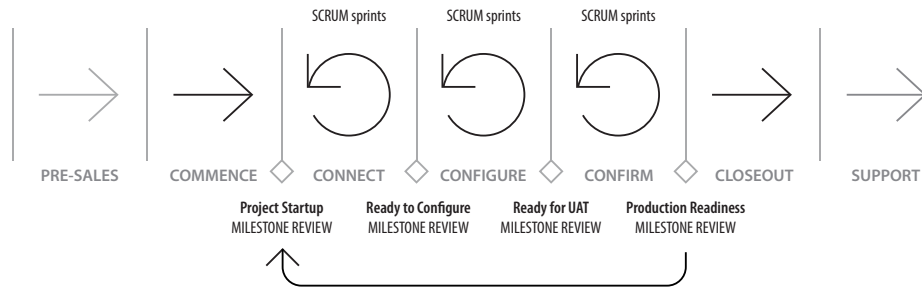 SCRUM sprints
SCRUM sprints
SCRUM sprints
PRE-SALES
COMMENCE
CONNECT
CONFIGURE
CONFIRM
CLOSEOUT
SUPPORT
Project Startup
MILESTONE REVIEW
Ready to Configure
MILESTONE REVIEW
Ready for UAT
MILESTONE REVIEW
Production Readiness
MILESTONE REVIEW